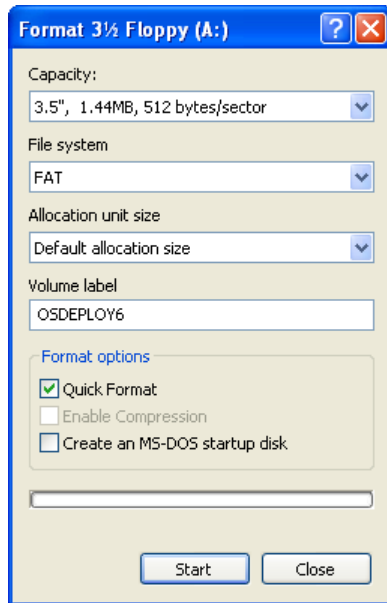 Format 3½ Floppy (A:)
Capacity:
3.5", 1.44MB, 512 bytes/sector
File system
FAT
Allocation unit size
Default allocation size
Volume label
OSDEPLOY6
Format options
Quick Format
Enable Compression
Create an MS-DOS startup disk
Start Close